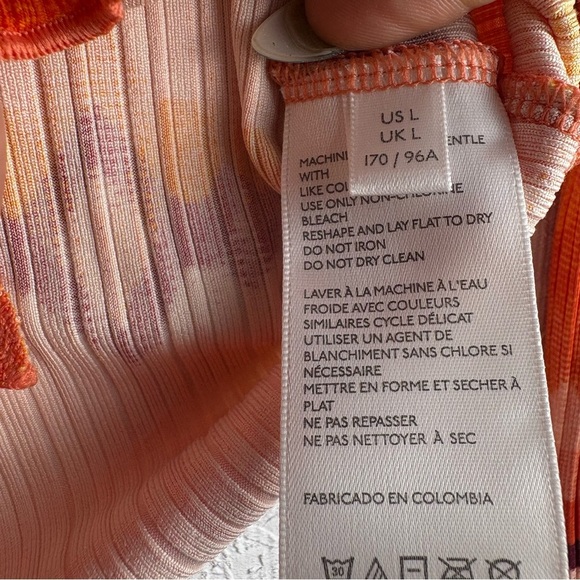 US L
UK L
170 / 96A
MACHIN
ENTLE
WITH
LIKE COL
USE ONLY NON-CHLORINE
BLEACH
RESHAPE AND LAY FLAT TO DRY
DO NOT IRON
DO NOT DRY CLEAN
LAVER À LA MACHINE À L'EAU
FROIDE AVEC COULEURS
SIMILAIRES CYCLE DÉLICAT
UTILISER UN AGENT DE
BLANCHIMENT SANS CHLORE SI
NÉCESSAIRE
METTRE EN FORME ET SECHER À
PLAT
NE PAS REPASSER
NE PAS NETTOYER À SEC
FABRICADO EN COLOMBIA
30